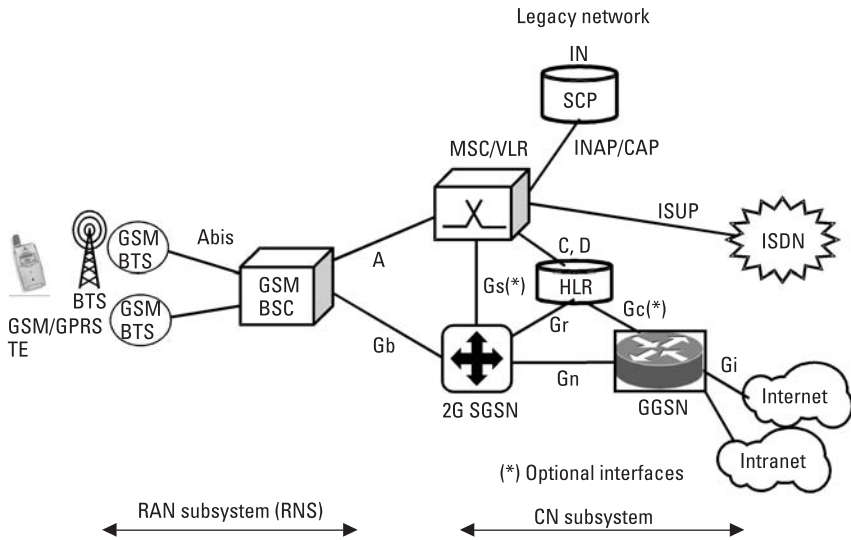 Legacy network
IN
SCP
MSC/VLR
INAP/CAP
ISUP
ISDN
GSM
BTS
Abis
A
C, D
GSM
BSC
Gs(*)
HLR
BTS
GSM
BTS
GSM/GPRS
TE
Gb
Gr
Gc(*)
Gn
Gi
2G SGSN
GGSN
Internet
Intranet
(*) Optional interfaces
RAN subsystem (RNS)
CN subsystem